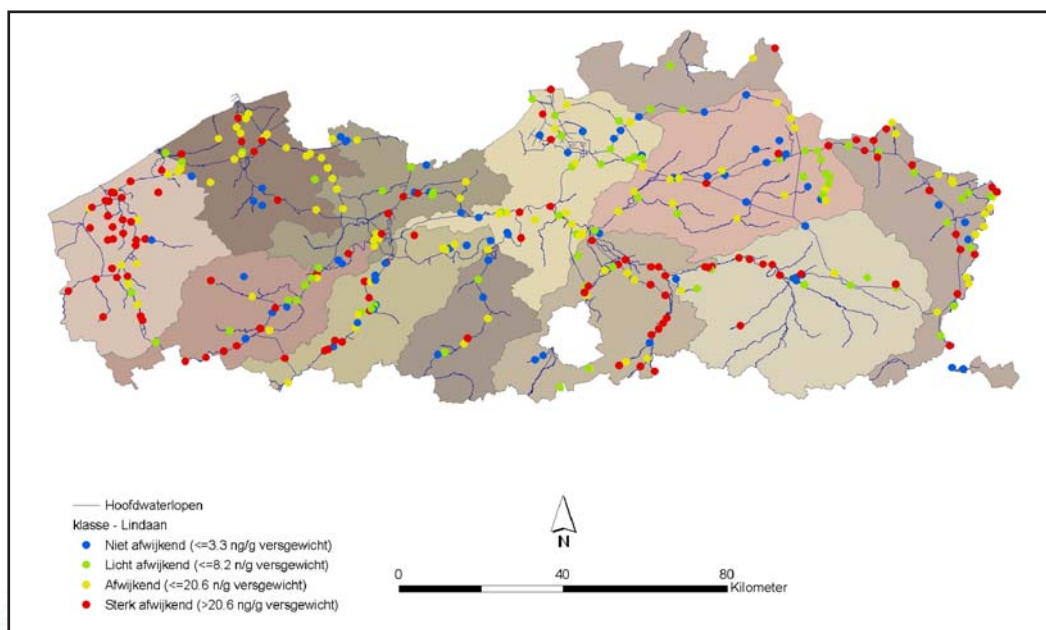 Hoofdwaterlopen
klasse - Lindaan
Niet afwijkend (<=3.3 ng/g versgewicht)
Licht afwijkend (<=8.2 n/g versgewicht)
Afwijkend (<=20.6 n/g versgewicht)
Sterk afwijkend (>20.6 ng/g versgewicht)
N
0 40 80
Kilometer